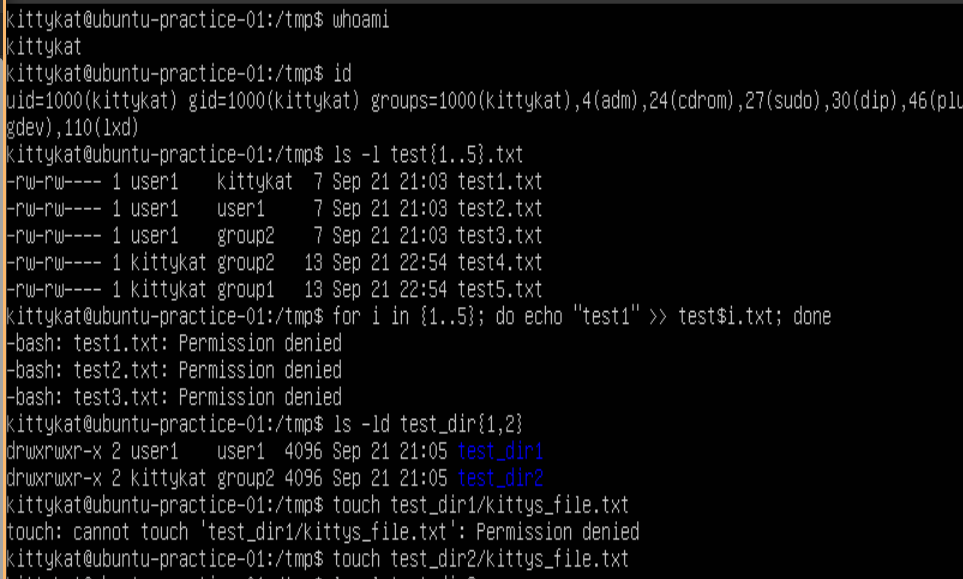 kittykat@ubuntu-practice-01:/tmp$ whoami
kittykat
kittykat@ubuntu-practice-01:/tmp$ id
uid=1000(kittykat) gid=1000(kittykat) groups=1000(kittykat),4(adm),24(cdrom),27(sudo),30(dip),46(plu
gdev),110(lxd)
kittykat@ubuntu-practice-01:/tmp$ ls -l test{1..5}.txt
-rw-rw---- 1 user1    kittykat  7 Sep 21 21:03 test1.txt
-rw-rw---- 1 user1    user1     7 Sep 21 21:03 test2.txt
-rw-rw---- 1 user1    group2    7 Sep 21 21:03 test3.txt
-rw-rw---- 1 kittykat group2   13 Sep 21 22:54 test4.txt
-rw-rw---- 1 kittykat group1   13 Sep 21 22:54 test5.txt
kittykat@ubuntu-practice-01:/tmp$ for i in {1..5}; do echo "test1" >> test$i.txt; done
-bash: test1.txt: Permission denied
-bash: test2.txt: Permission denied
-bash: test3.txt: Permission denied
kittykat@ubuntu-practice-01:/tmp$ ls -ld test_dir{1,2}
drwxrwxr-x 2 user1    user1  4096 Sep 21 21:05 test_dir1
drwxrwxr-x 2 kittykat group2 4096 Sep 21 21:05 test_dir2
kittykat@ubuntu-practice-01:/tmp$ touch test_dir1/kittys_file.txt
touch: cannot touch 'test_dir1/kittys_file.txt': Permission denied
kittykat@ubuntu-practice-01:/tmp$ touch test_dir2/kittys_file.txt